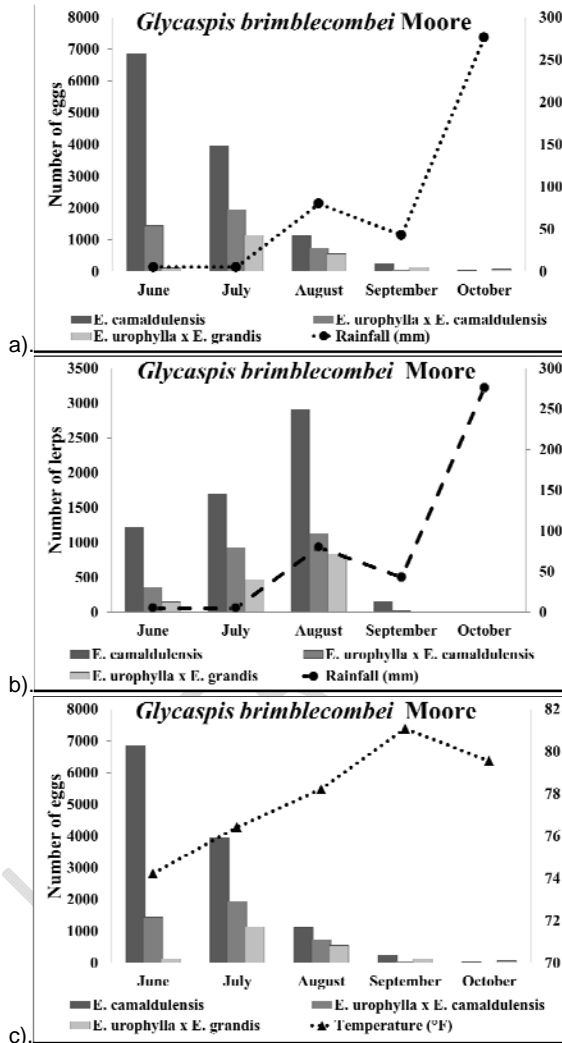 Glycaspis brimblecombei Moore
8000
7000
6000
5000
4000
3000
2000
1000
0
Number of eggs
300
250
200
150
100
50
0
June July August September October
E. camaldulensis E. urophylla x E. camaldulensis
E. urophylla x E. grandis Rainfall (mm)
a).
Glycaspis brimblecombei Moore
3500
3000
2500
2000
1500
1000
500
0
Number of lerps
300
250
200
150
100
50
0
June July August September October
E. camaldulensis E. urophylla x E. camaldulensis
E. urophylla x E. grandis Rainfall (mm)
b).
Glycaspis brimblecombei Moore
8000
7000
6000
5000
4000
3000
2000
1000
0
Number of eggs
82
80
78
76
74
72
70
June July August September October
E. camaldulensis E. urophylla x E. camaldulensis
E. urophylla x E. grandis Temperature (°F)
c).